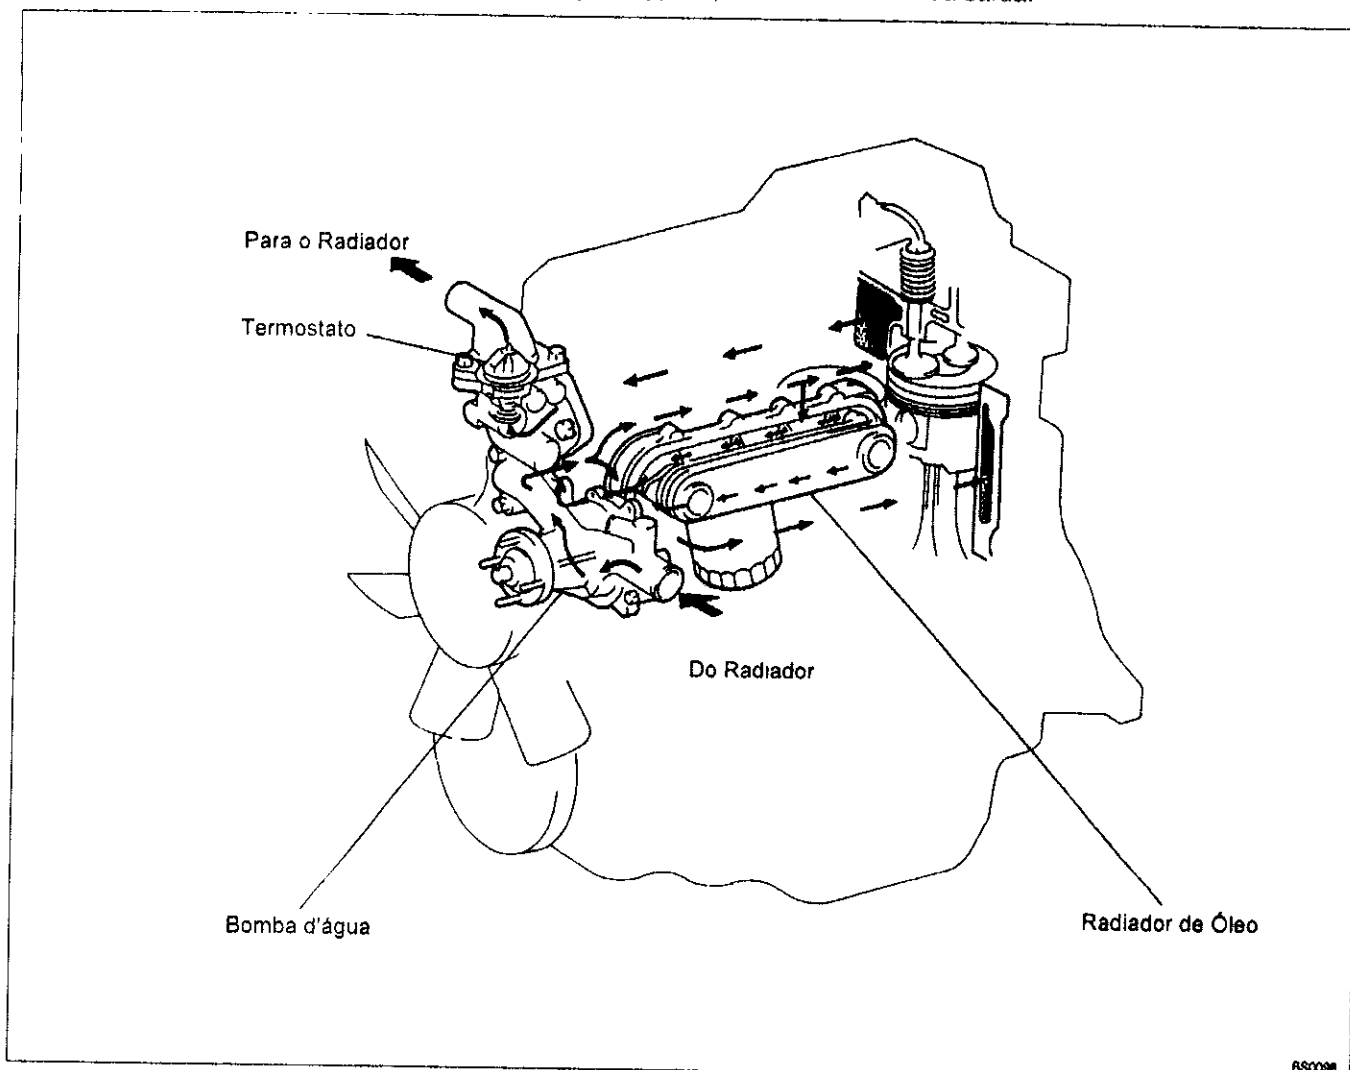 Para o Radiador
Termostato
Do Radiador
Bomba d'água
Radiador de Óleo